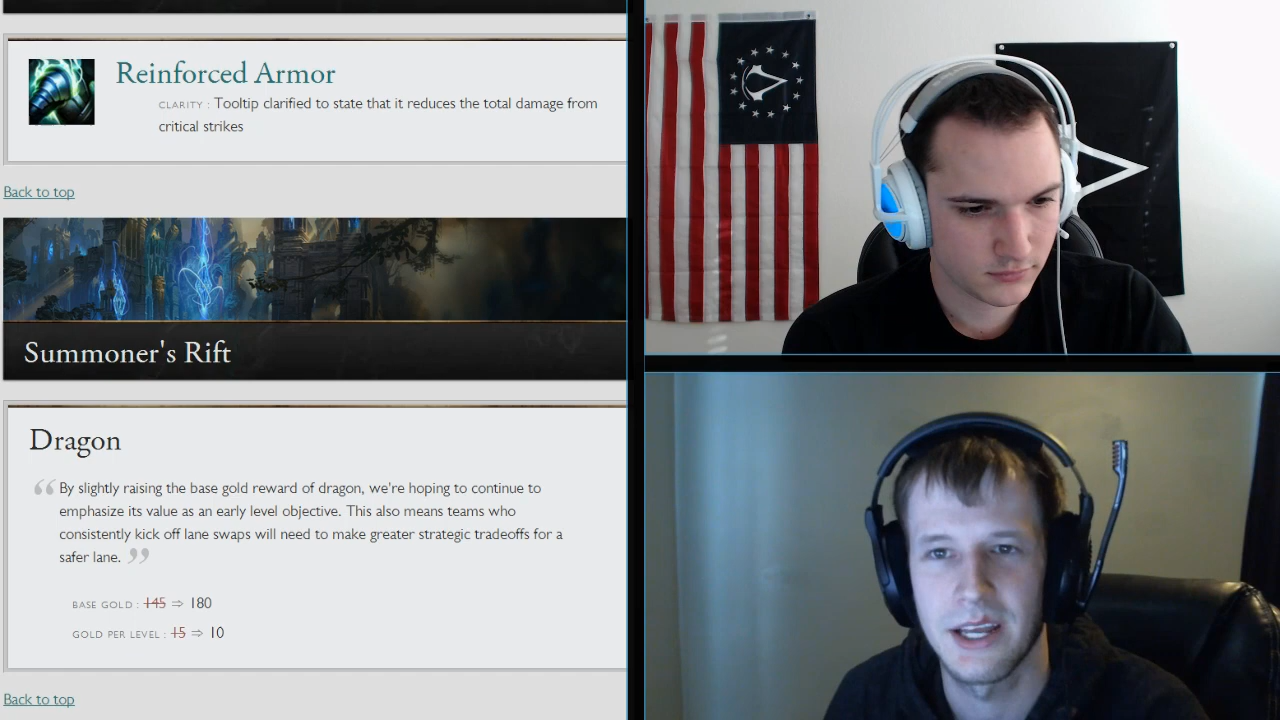 Reinforced Armor
CLARITY : Tooltip clarified to state that it reduces the total damage from
critical strikes
Back to top
Summoner's Rift
Dragon
“ By slightly raising the base gold reward of dragon, we're hoping to continue to
emphasize its value as an early level objective. This also means teams who
consistently kick off lane swaps will need to make greater strategic tradeoffs for a
safer lane. ”
BASE GOLD : 145 ⇒ 180
GOLD PER LEVEL : 15 ⇒ 10
Back to top